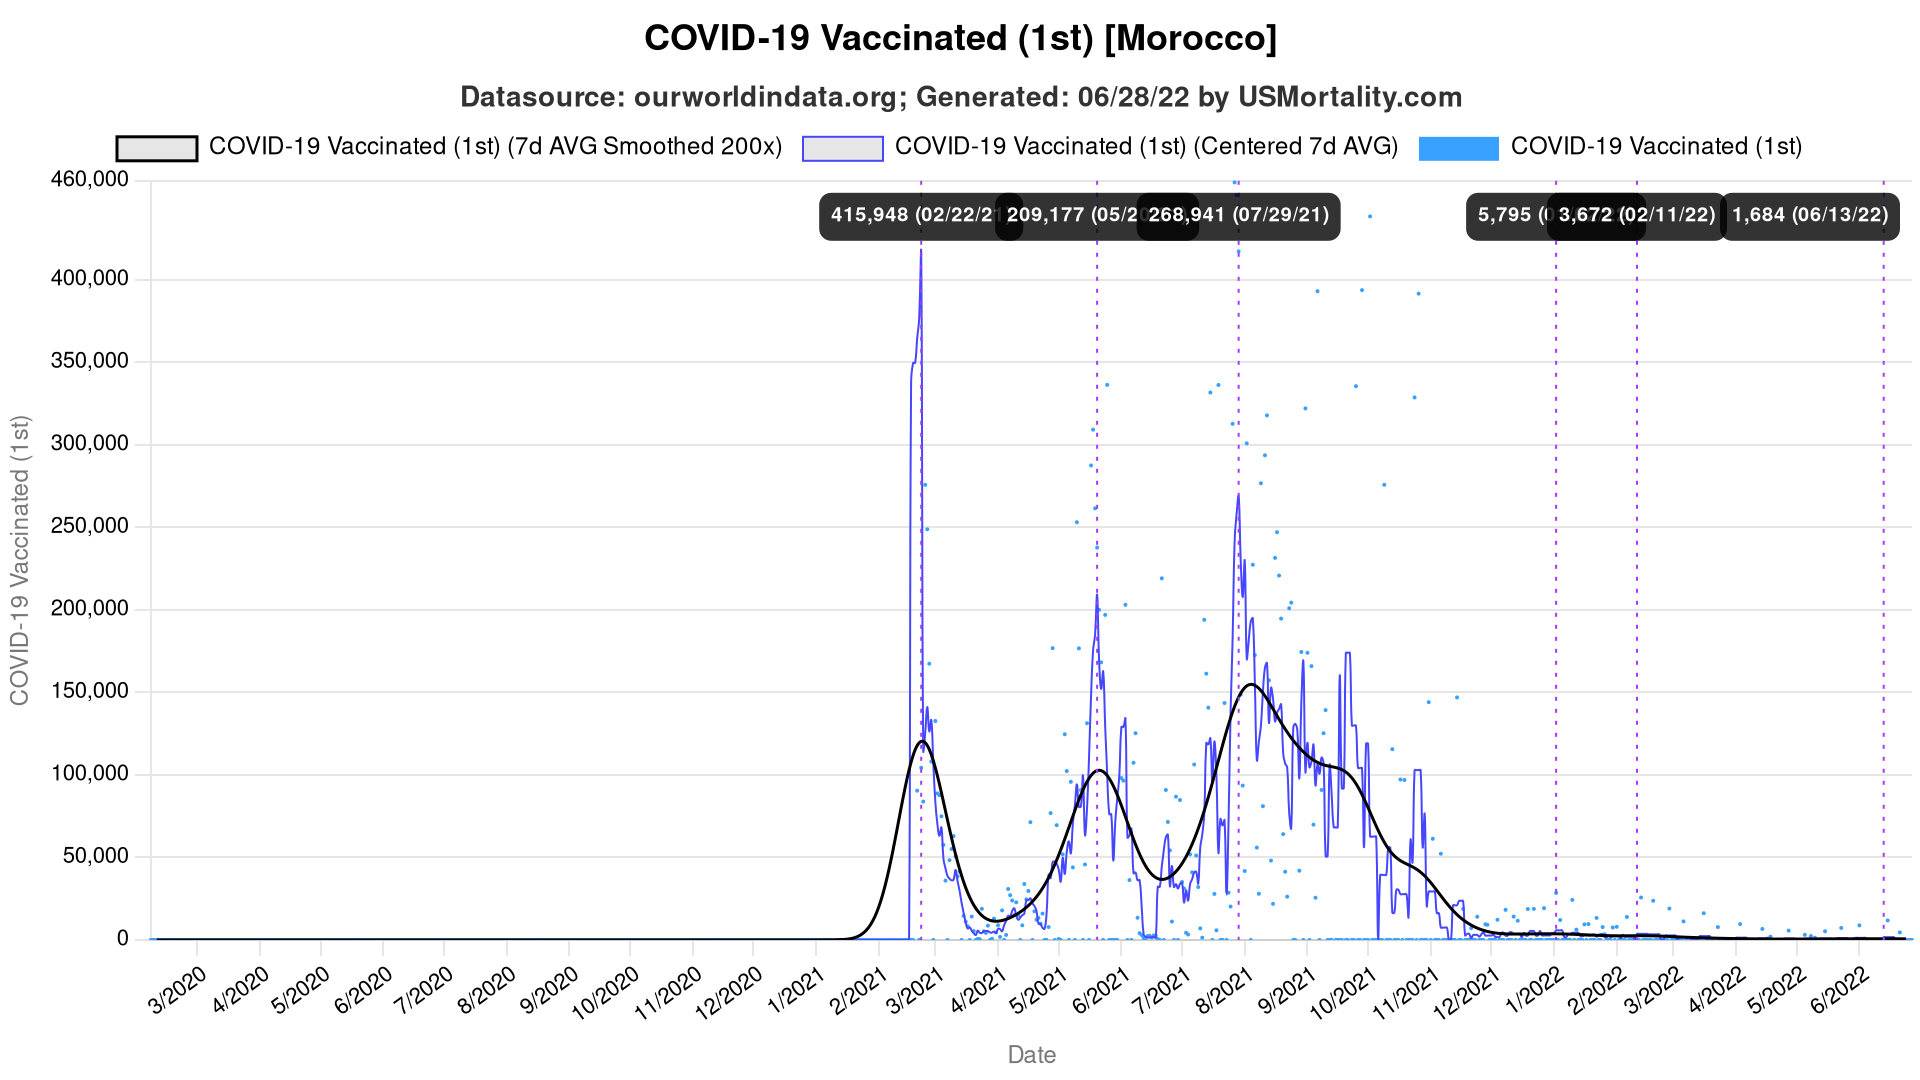 COVID-19 Vaccinated (1st) [Morocco]
Datasource: ourworldindata.org; Generated: 06/28/22 by USMortality.com
COVID-19 Vaccinated (1st) (7d AVG Smoothed 200x) COVID-19 Vaccinated (1st) (Centered 7d AVG) COVID-19 Vaccinated (1st)
460,000
415,948 (02/22/21) 209,177 (05/20 268,941 (07/29/21) 5,795 3,672 (02/11/22) 1,684 (06/13/22)
400,000
350,000
300,000
250,000
200,000
150,000
100,000
50,000
0
COVID-19 Vaccinated (1st)
3/2020 4/2020 5/2020 6/2020 7/2020 8/2020 9/2020 10/2020 11/2020 12/2020 1/2021 2/2021 3/2021 4/2021 5/2021 6/2021 7/2021 8/2021 9/2021 10/2021 11/2021 12/2021 1/2022 2/2022 3/2022 4/2022 5/2022 6/2022
Date